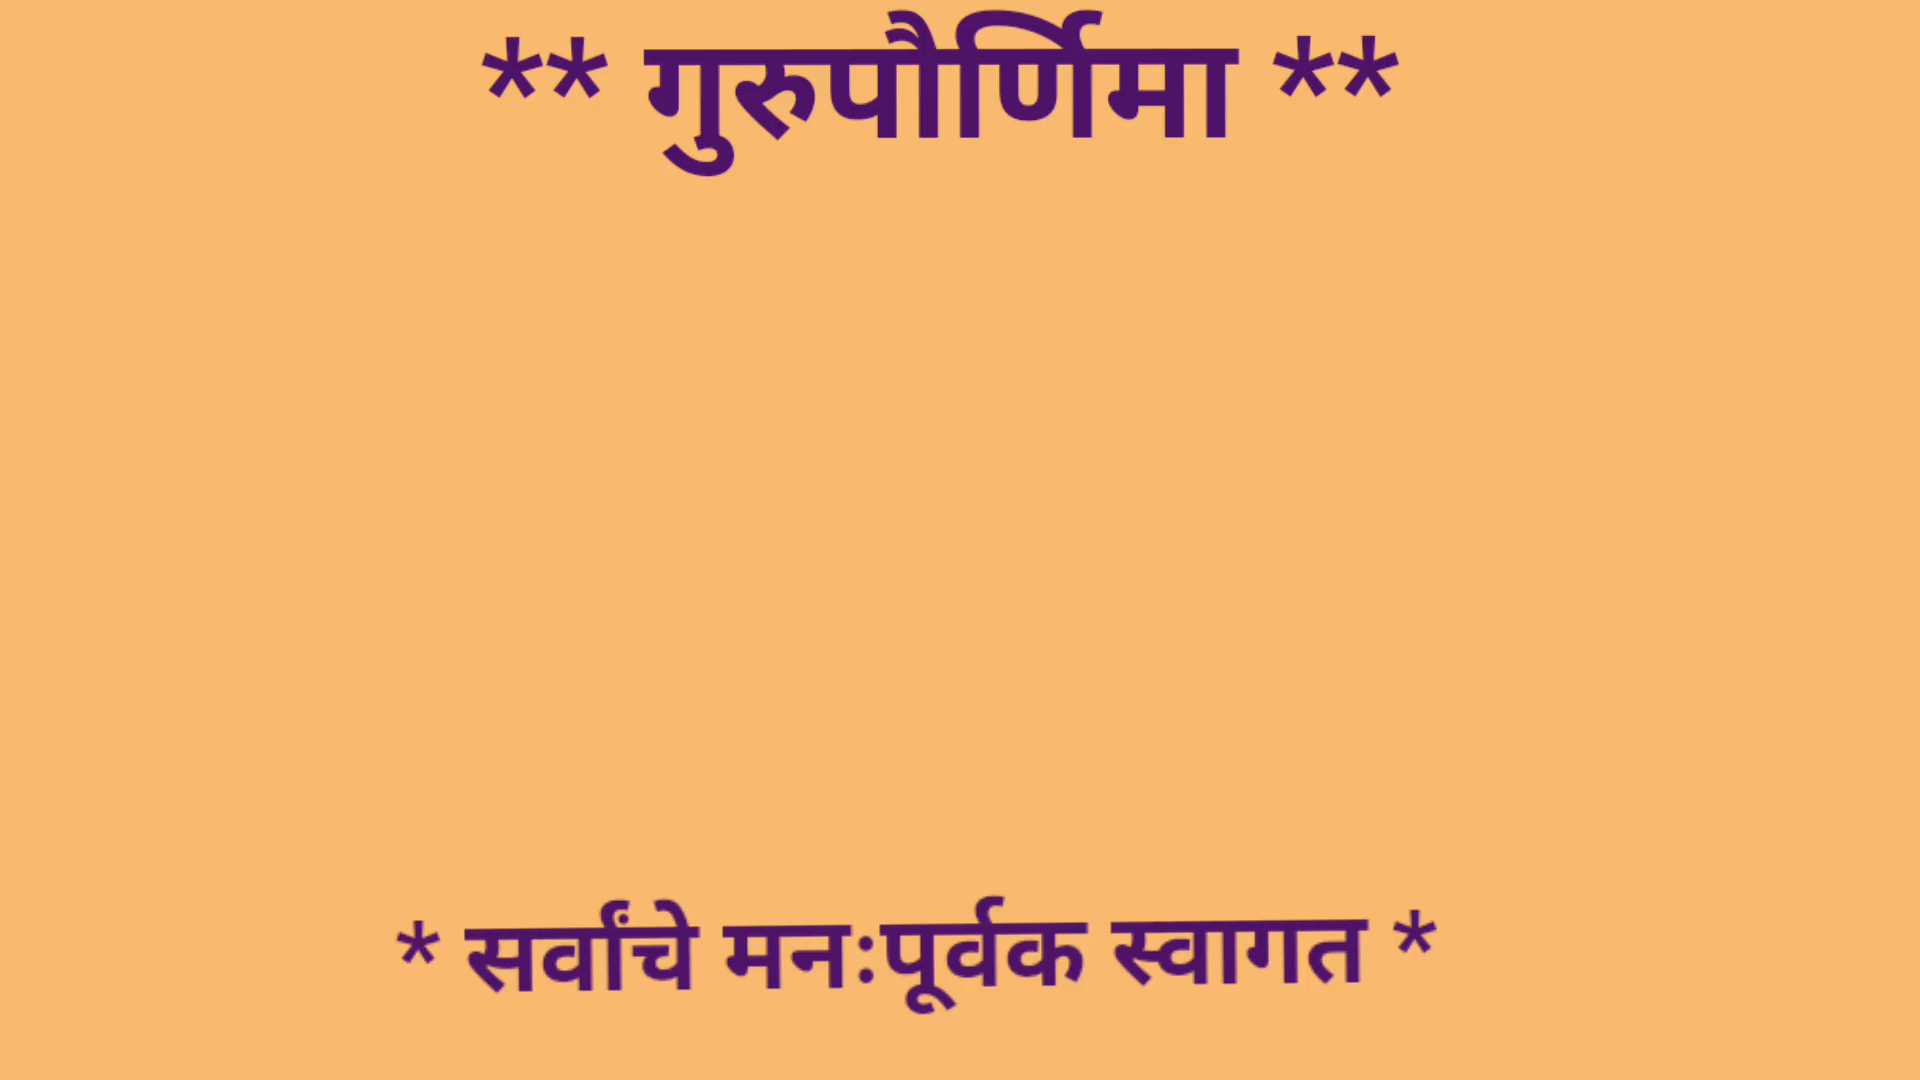 ** गुरुपौर्णिमा **
* सर्वांचे मनःपूर्वक स्वागत *